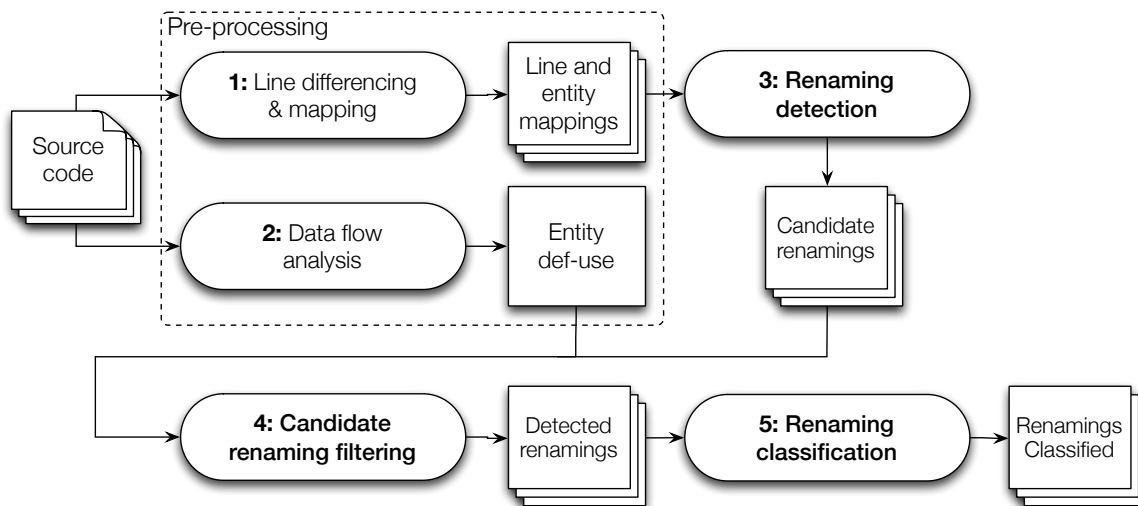 Pre-processing
1: Line differencing
& mapping
Line and
entity
mappings
3: Renaming
detection
Source
code
2: Data flow
analysis
Entity
def-use
Candidate
renamings
4: Candidate
renaming filtering
Detected
renamings
5: Renaming
classification
Renamings
Classified